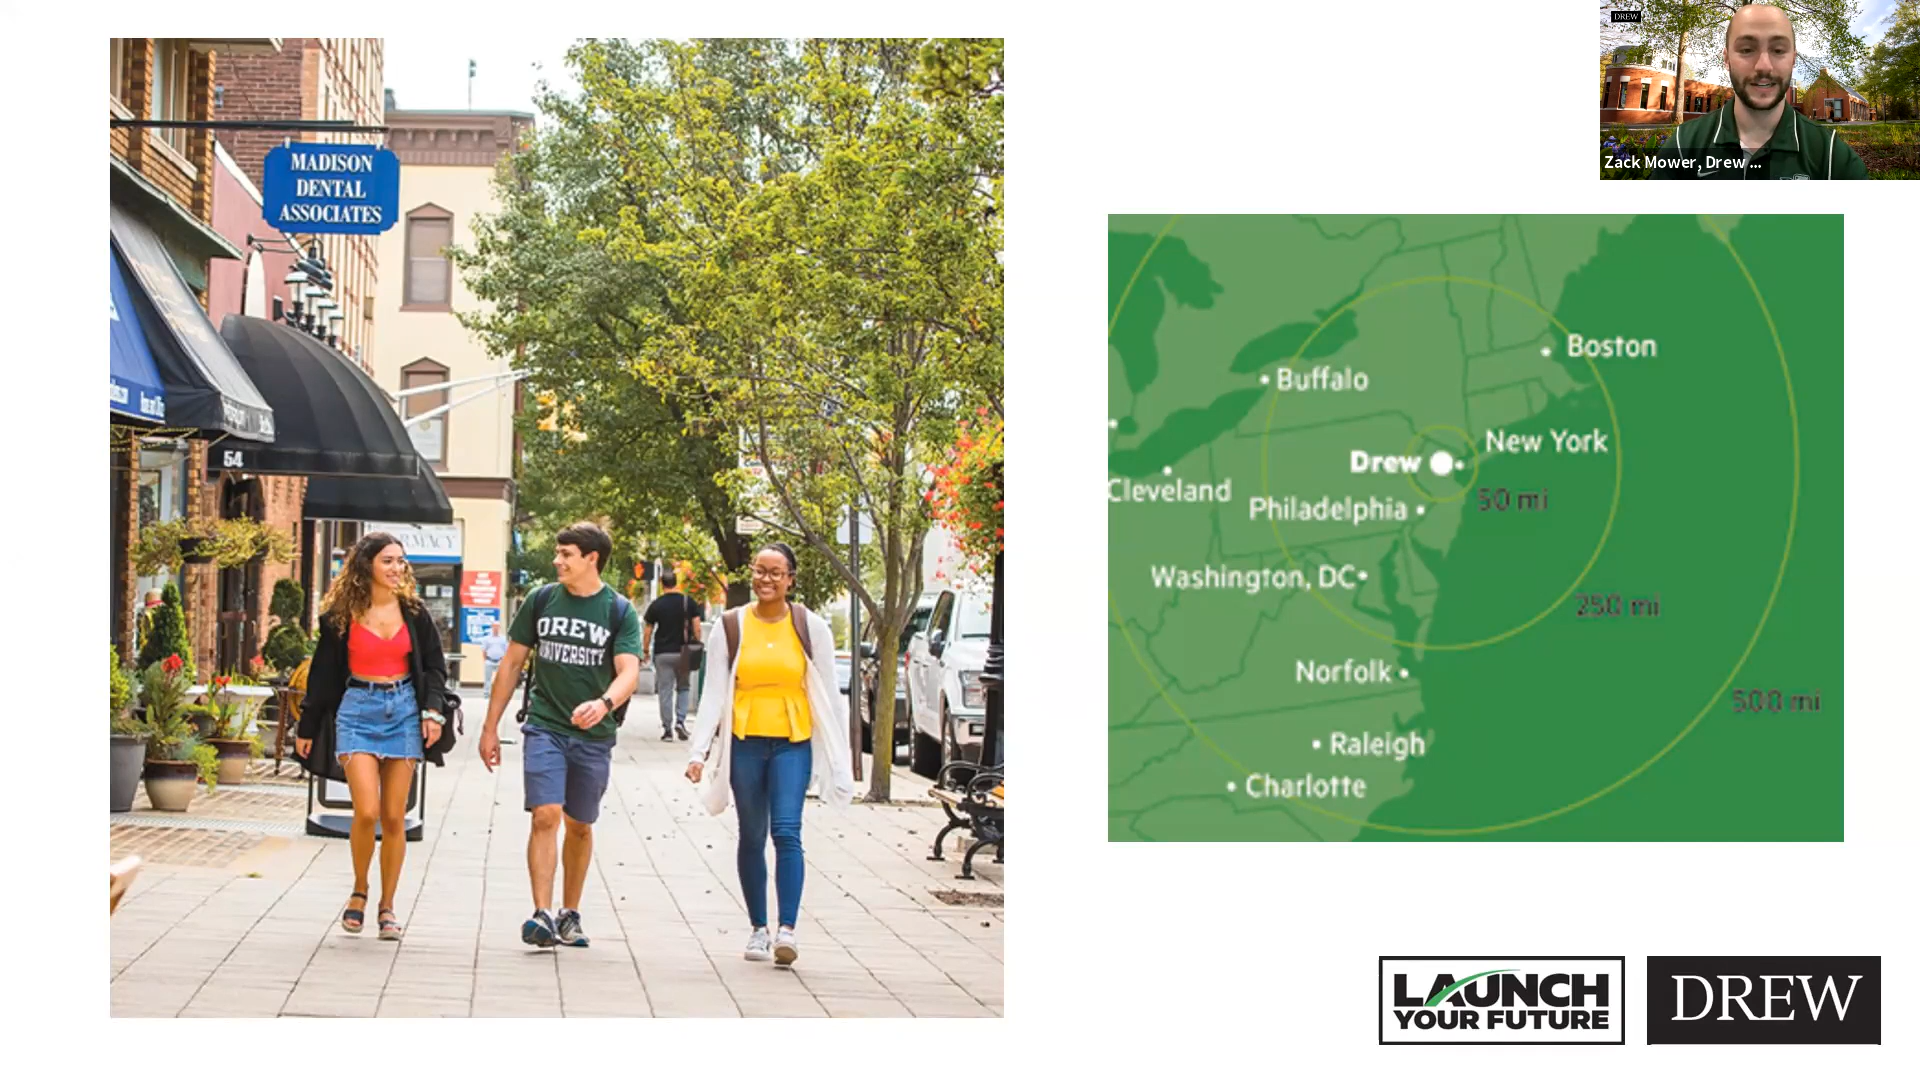 DREW
Zack Mower, Drew ...
MADISON
DENTAL
ASSOCIATES
54
DREW
UNIVERSITY
Boston
Buffalo
New York
Drew
50 mi
Cleveland
Philadelphia
Washington, DC
250 mi
Norfolk
500 mi
Raleigh
Charlotte
LAUNCH
YOUR FUTURE
DREW